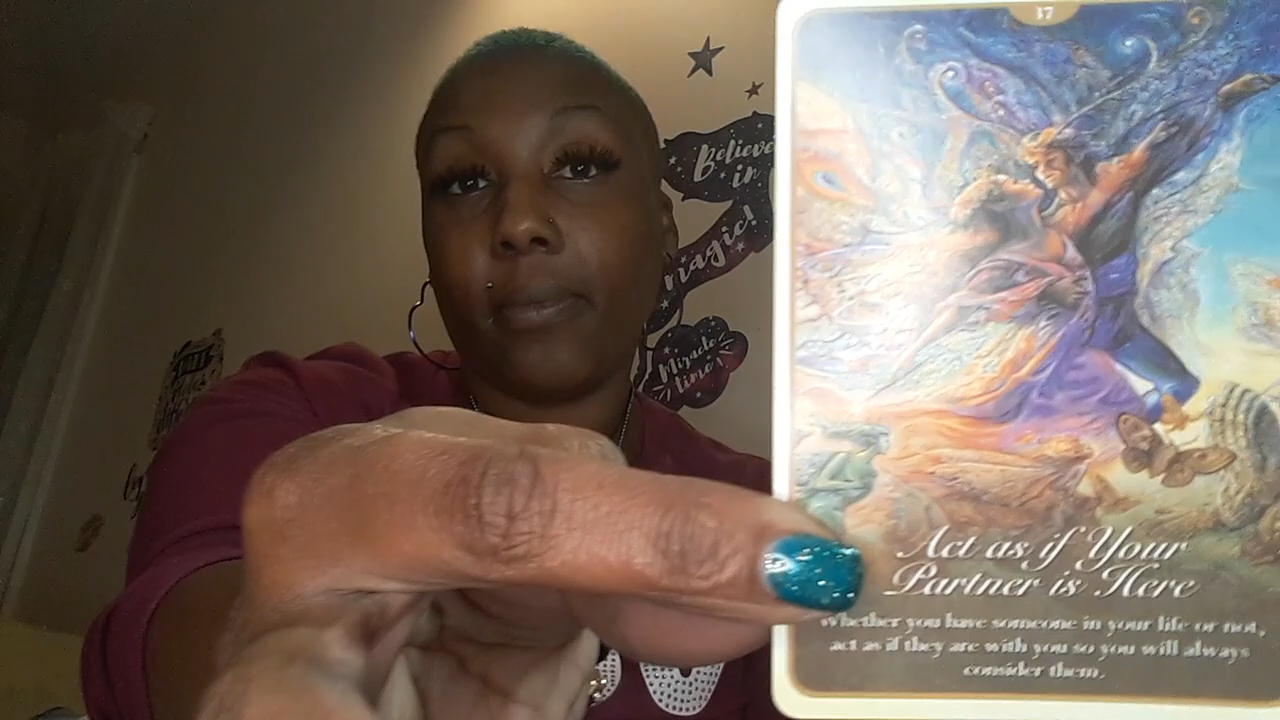 17
Believe
in
magic!
Miracle
time
Act as if Your
Partner is Here
Whether you have someone in your life or not,
act as if they are with you so you will always
consider them.